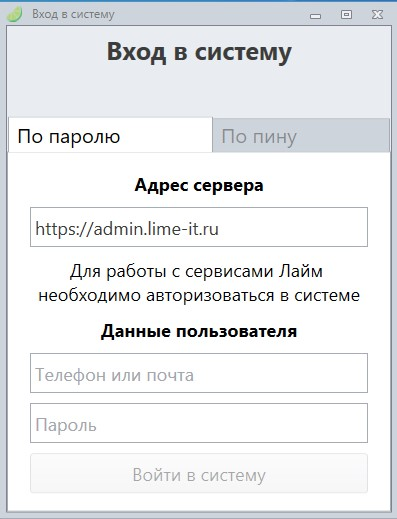 Вход в систему
Вход в систему
По паролю
По пину
Адрес сервера
https://admin.lime-it.ru
Для работы с сервисами Лайм
необходимо авторизоваться в системе
Данные пользователя
Телефон или почта
Пароль
Войти в систему